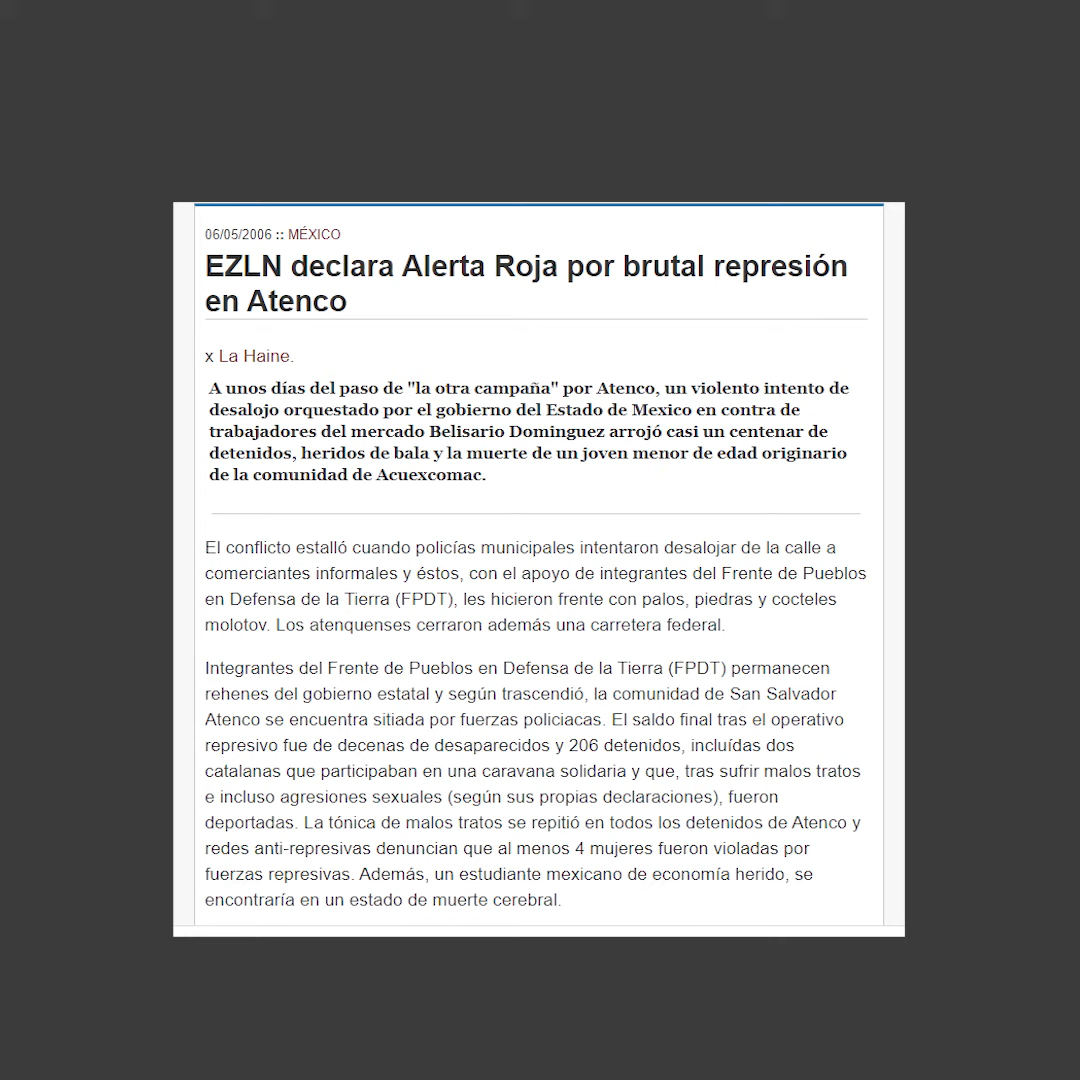 06/05/2006 :: MÉXICO
EZLN declara Alerta Roja por brutal represión
en Atenco
x La Haine.
A unos días del paso de "la otra campaña" por Atenco, un violento intento de
desalojo orquestado por el gobierno del Estado de Mexico en contra de
trabajadores del mercado Belisario Dominguez arrojó casi un centenar de
detenidos, heridos de bala y la muerte de un joven menor de edad originario
de la comunidad de Acuexcomac.
El conflicto estalló cuando policías municipales intentaron desalojar de la calle a
comerciantes informales y éstos, con el apoyo de integrantes del Frente de Pueblos
en Defensa de la Tierra (FPDT), les hicieron frente con palos, piedras y cocteles
molotov. Los atenquenses cerraron además una carretera federal.
Integrantes del Frente de Pueblos en Defensa de la Tierra (FPDT) permanecen
rehenes del gobierno estatal y según trascendió, la comunidad de San Salvador
Atenco se encuentra sitiada por fuerzas policiacas. El saldo final tras el operativo
represivo fue de decenas de desaparecidos y 206 detenidos, incluídas dos
catalanas que participaban en una caravana solidaria y que, tras sufrir malos tratos
e incluso agresiones sexuales (según sus propias declaraciones), fueron
deportadas. La tónica de malos tratos se repitió en todos los detenidos de Atenco y
redes anti-represivas denuncian que al menos 4 mujeres fueron violadas por
fuerzas represivas. Además, un estudiante mexicano de economía herido, se
encontraría en un estado de muerte cerebral.